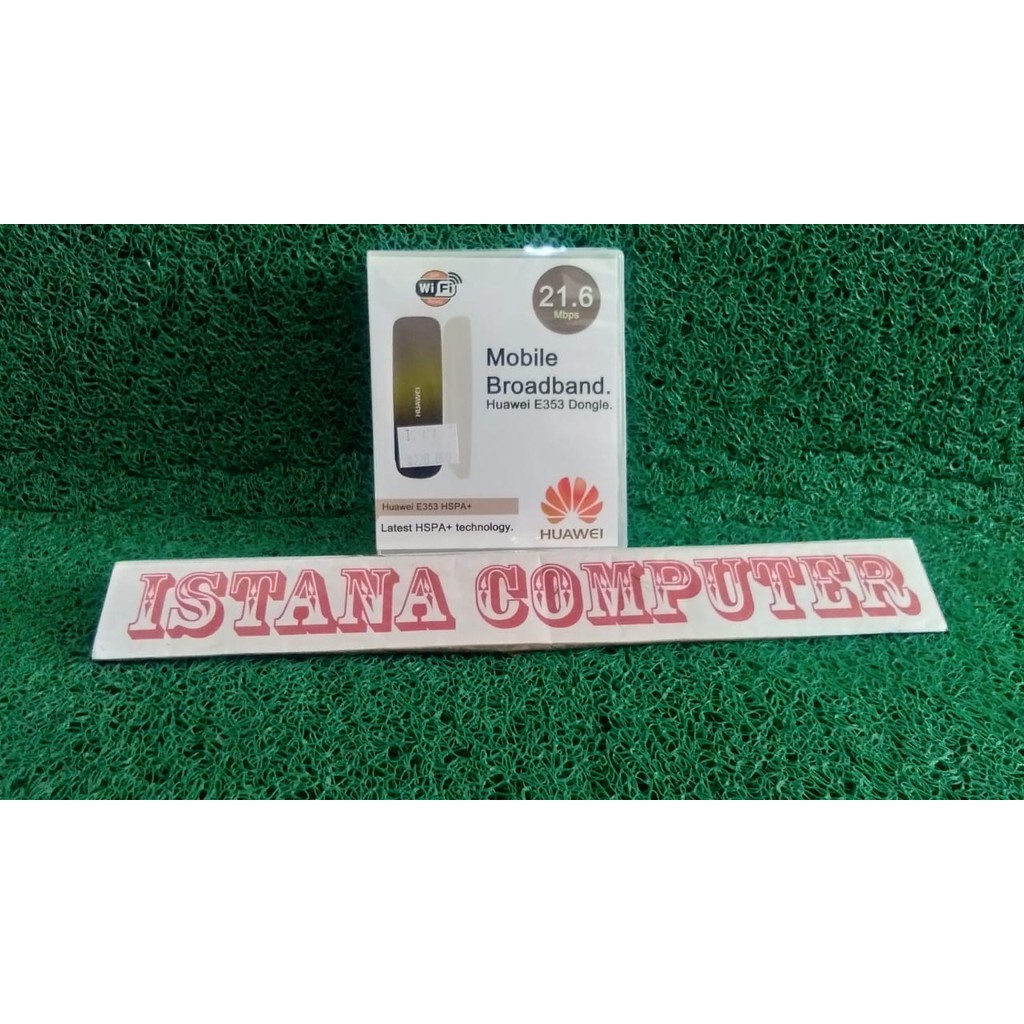 WiFi
21.6
Mbps
Mobile
Broadband.
Huawei E353 Dongle.
HUAWEI
Huawei E353 HSPA+
Latest HSPA+ technology.
HUAWEI
ISTANA COMPUTER